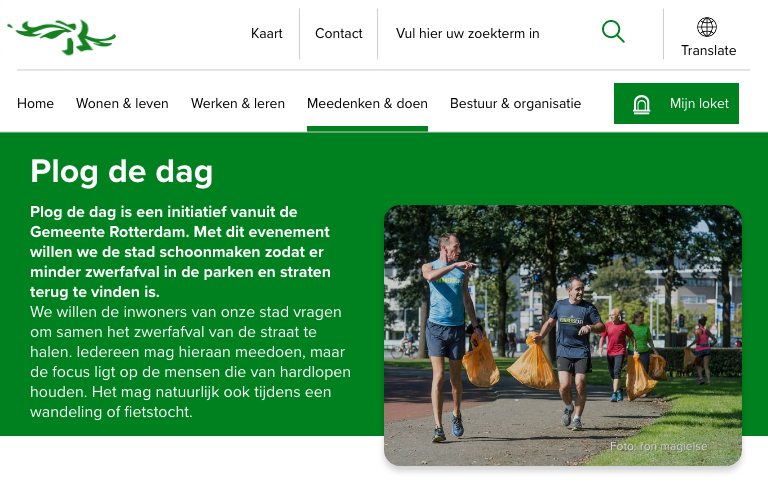 Kaart
Contact
Vul hier uw zoekterm in
Translate
Home
Wonen & leven
Werken & leren
Meedenken & doen
Bestuur & organisatie
Mijn loket
Plog de dag
Plog de dag is een initiatief vanuit de
Gemeente Rotterdam. Met dit evenement
willen we de stad schoonmaken zodat er
minder zwerfafval in de parken en straten
terug te vinden is.
We willen de inwoners van onze stad vragen
om samen het zwerfafval van de straat te
halen. Iedereen mag hieraan meedoen, maar
de focus ligt op de mensen die van hardlopen
houden. Het mag natuurlijk ook tijdens een
wandeling of fietstocht.
Foto: ron magielse